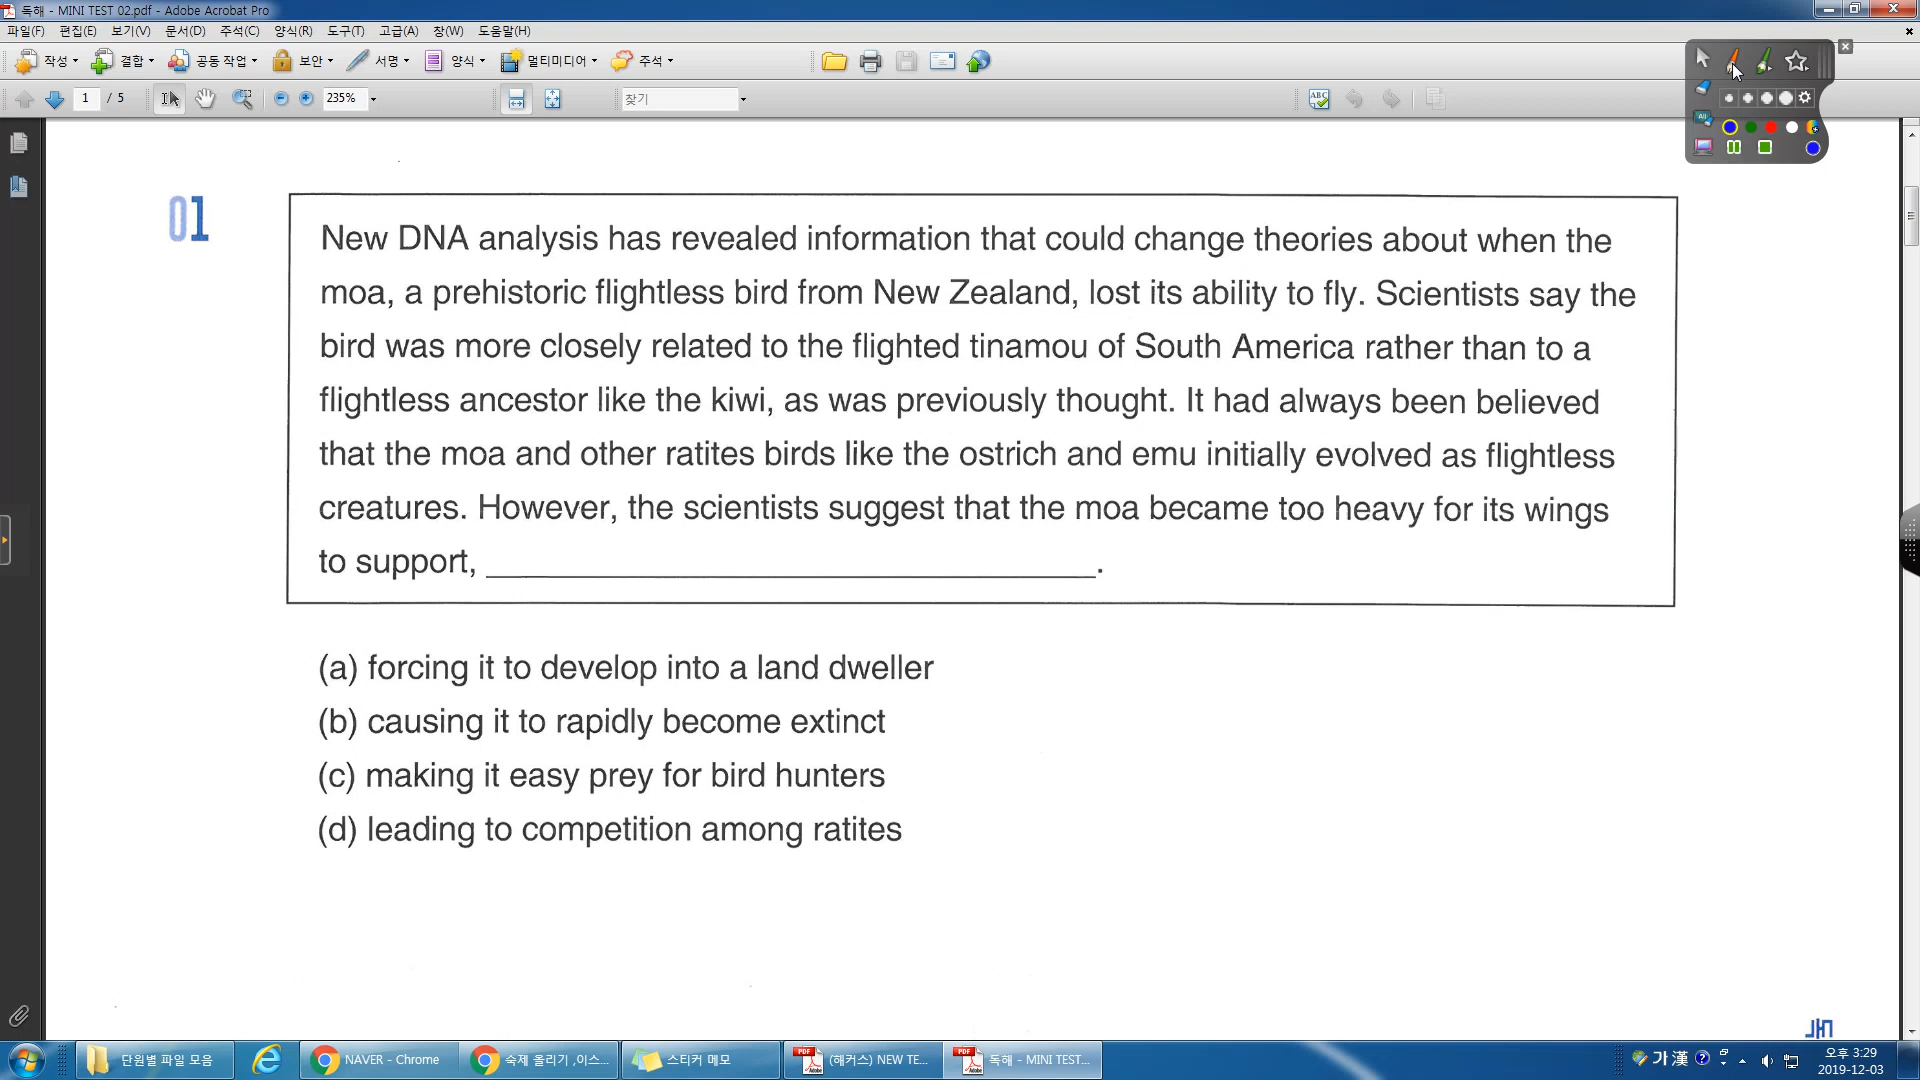 독해 - MINI TEST 02.pdf - Adobe Acrobat Pro
파일(F) 편집(E) 보기(V) 문서(D) 주석(C) 양식(R) 도구(T) 고급(A) 창(W) 도움말(H)
작성 결합 공동 작업 보안 서명 양식 멀티미디어 주석
1 / 5 235% 찾기
01
New DNA analysis has revealed information that could change theories about when the
moa, a prehistoric flightless bird from New Zealand, lost its ability to fly. Scientists say the
bird was more closely related to the flighted tinamou of South America rather than to a
flightless ancestor like the kiwi, as was previously thought. It had always been believed
that the moa and other ratites birds like the ostrich and emu initially evolved as flightless
creatures. However, the scientists suggest that the moa became too heavy for its wings
to support, ______________________________.
(a) forcing it to develop into a land dweller
(b) causing it to rapidly become extinct
(c) making it easy prey for bird hunters
(d) leading to competition among ratites
단원별 파일 모음 NAVER - Chrome 숙제 올리기 ,이스... 스티커 메모 (해커스) NEW TE... 독해 - MINI TEST... 가 漢 오후 3:29
2019-12-03